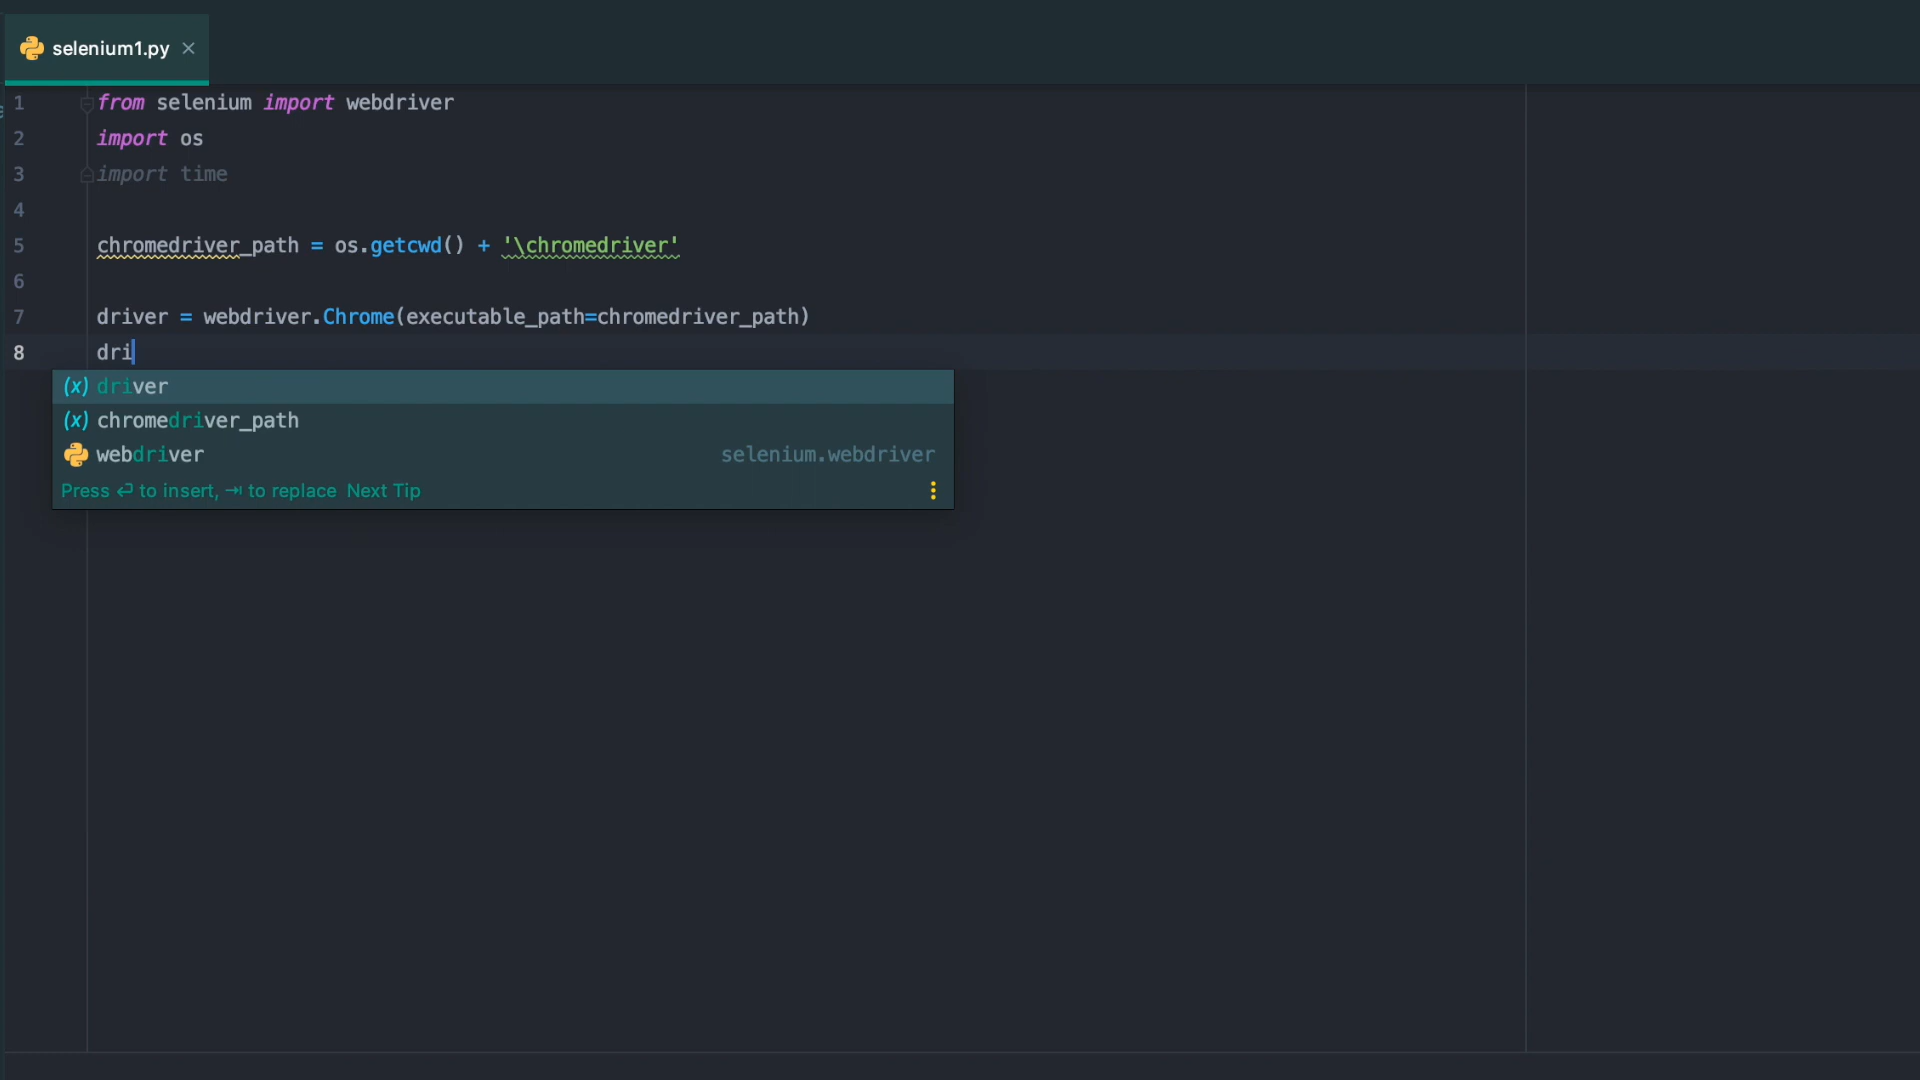 selenium1.py
1 from selenium import webdriver
2 import os
3 import time
4
5 chromedriver_path = os.getcwd() + '\chromedriver'
6
7 driver = webdriver.Chrome(executable_path=chromedriver_path)
8 dri
(x) driver
(x) chromedriver_path
webdriver selenium.webdriver
Press ↵ to insert, ⇥ to replace Next Tip